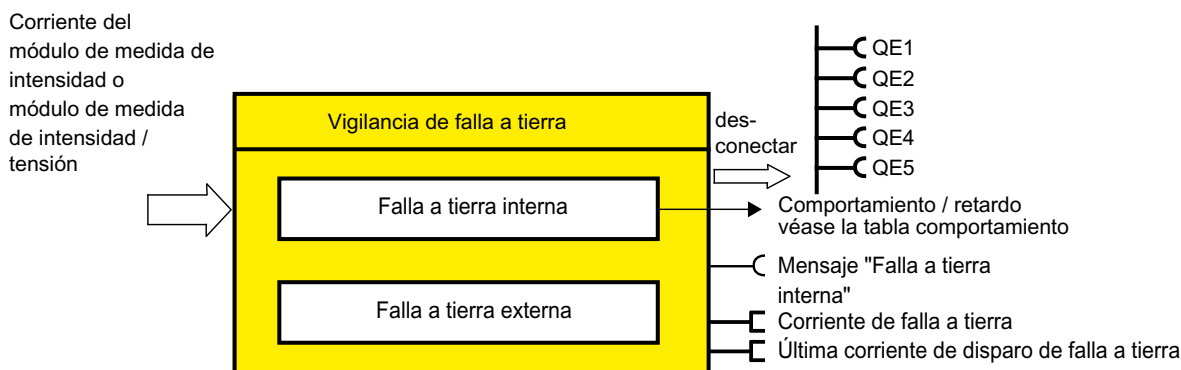 Corriente del
módulo de medida de
intensidad o
módulo de medida
de intensidad /
tensión
Vigilancia de falla a tierra
Falla a tierra interna
Falla a tierra externa
des-
conectar
QE1
QE2
QE3
QE4
QE5
Comportamiento / retardo
véase la tabla comportamiento
Mensaje "Falla a tierra
interna"
Corriente de falla a tierra
Última corriente de disparo de falla a tierra